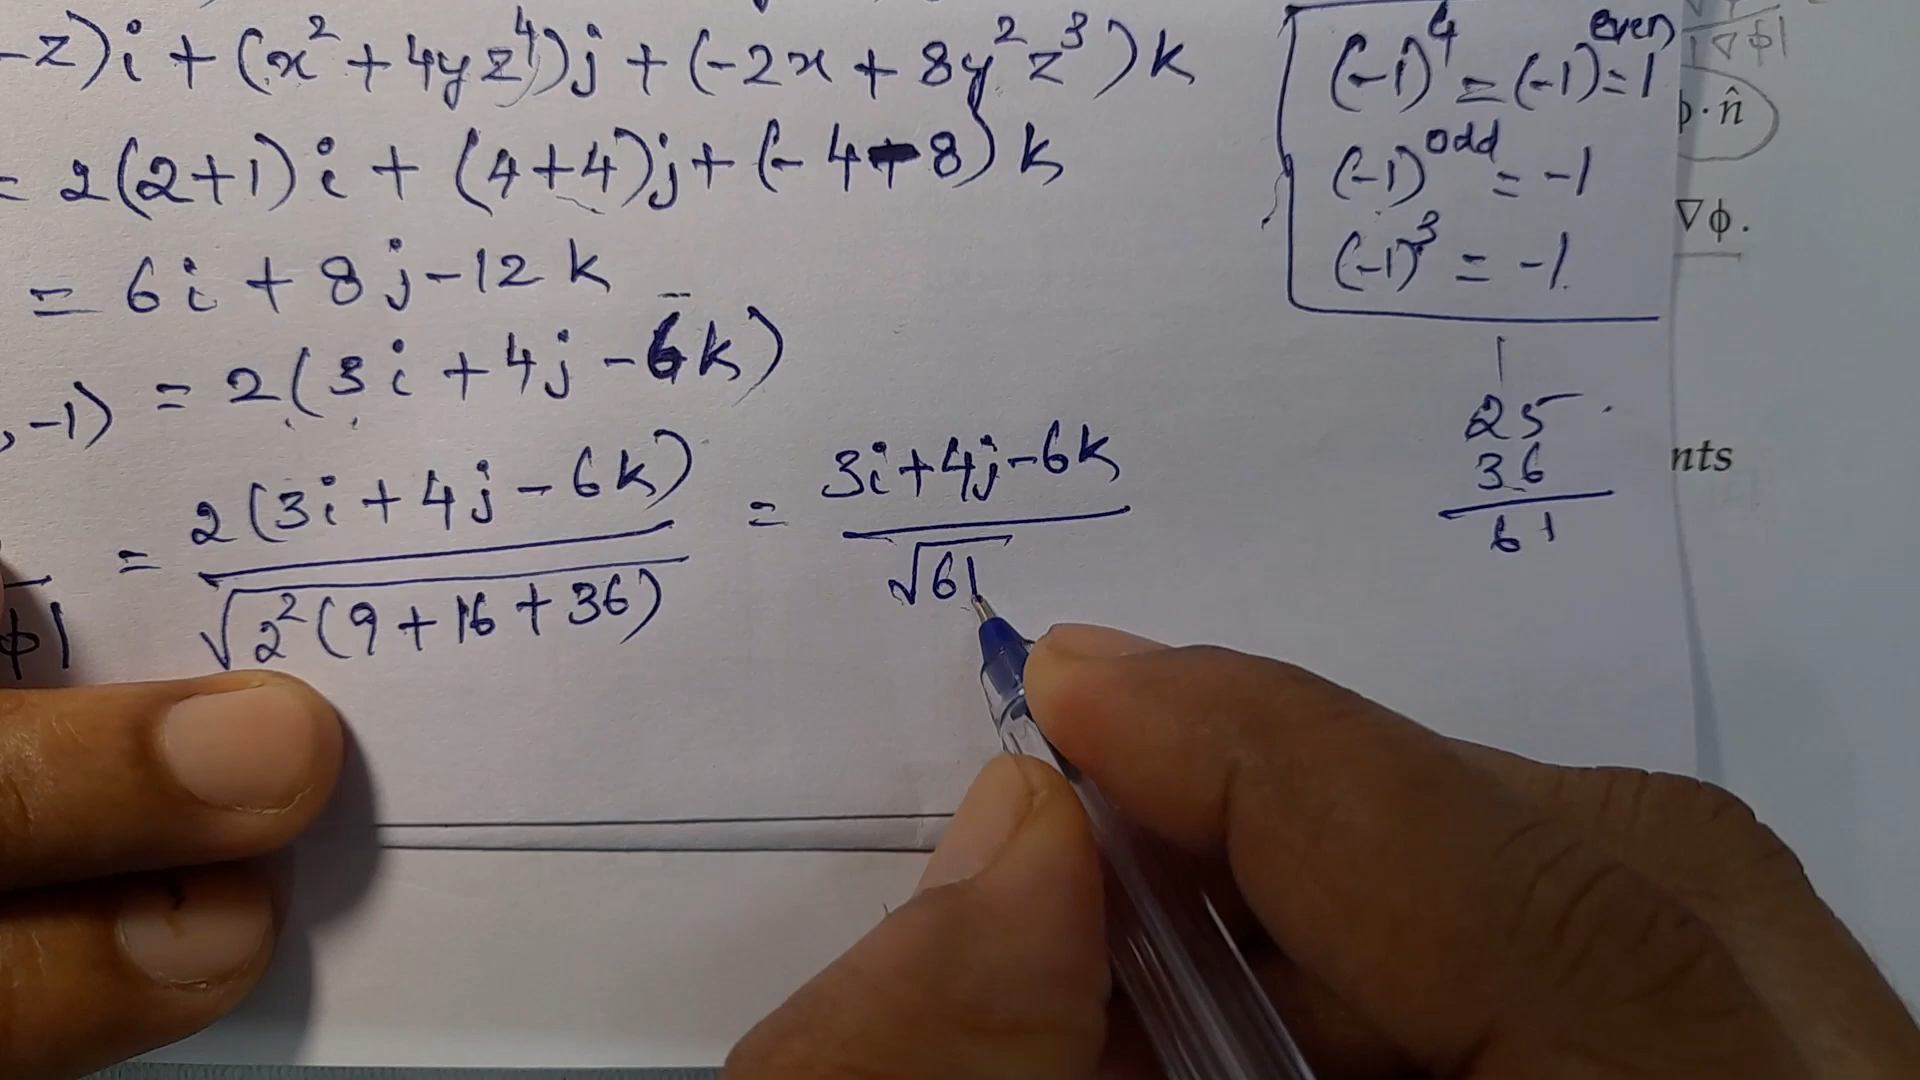 -z)i + (x² + 4yz⁴)j + (-2x + 8y²z³)k
= 2(2+1)i + (4+4)j + (-4-8)k
= 6i + 8j - 12k
,-1) = 2(3i + 4j - 6k)
= 2(3i + 4j - 6k) / √2²(9 + 16 + 36) = 3i + 4j - 6k / √61
ϕ|
(-1)⁴ = (-1)^even = 1
(-1)^odd = -1
(-1)³ = -1
1
25
36
61
|∇ϕ|
ϕ · n̂
∇ϕ.
nts